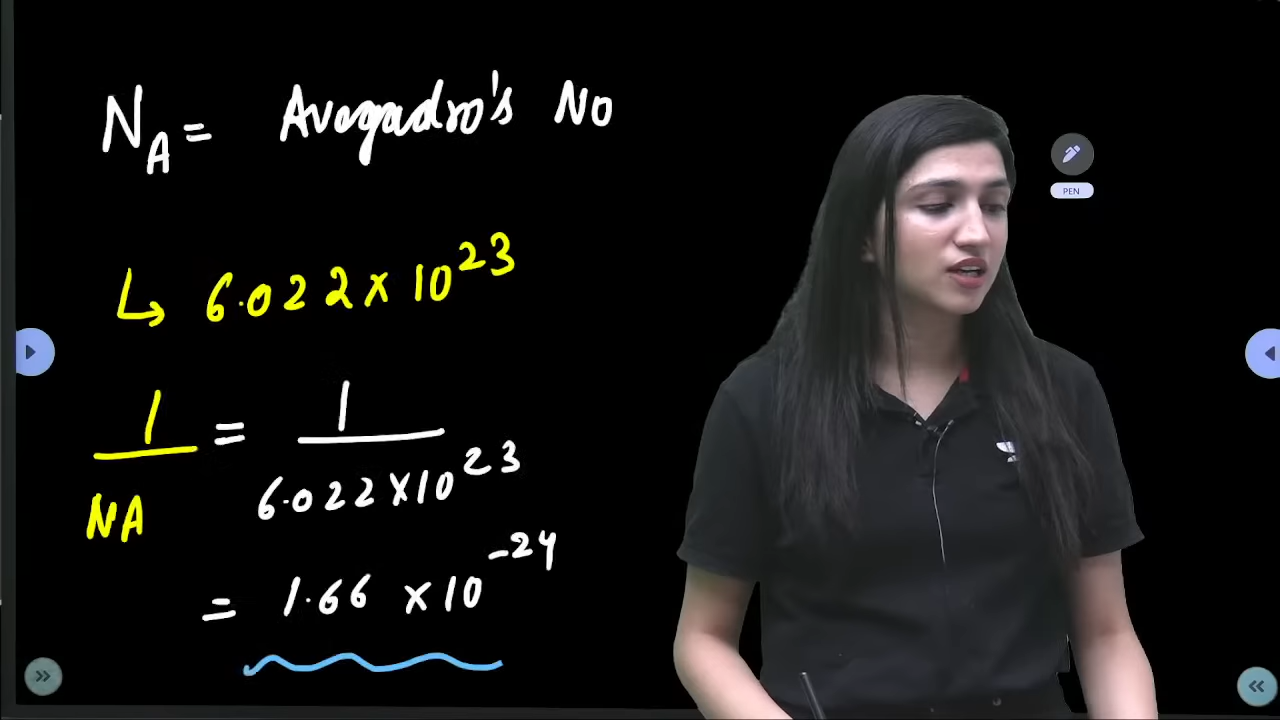 N_A = Avogadro's No
↳ 6.022 × 10^23
PEN
1/NA = 1/6.022×10^23
= 1.66 × 10^-24